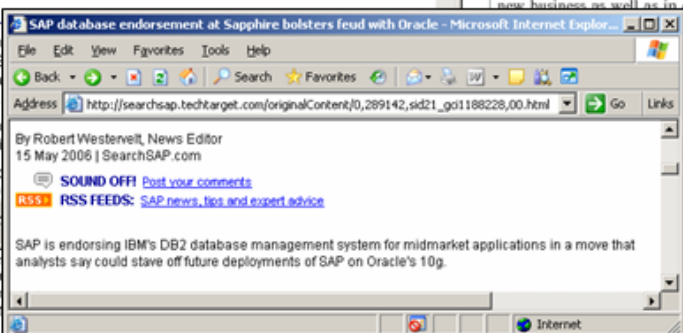 new business as well as in
SAP database endorsement at Sapphire bolsters feud with Oracle - Microsoft Internet Explor...
File Edit View Favorites Tools Help
Back Search Favorites W
Address http://searchsap.techtarget.com/originalContent/0,289142,sid21_gci1188228,00.html Go Links
By Robert Westervelt, News Editor
15 May 2006 | SearchSAP.com
SOUND OFF! Post your comments
RSS RSS FEEDS: SAP news, tips and expert advice
SAP is endorsing IBM's DB2 database management system for midmarket applications in a move that
analysts say could stave off future deployments of SAP on Oracle's 10g.
Internet